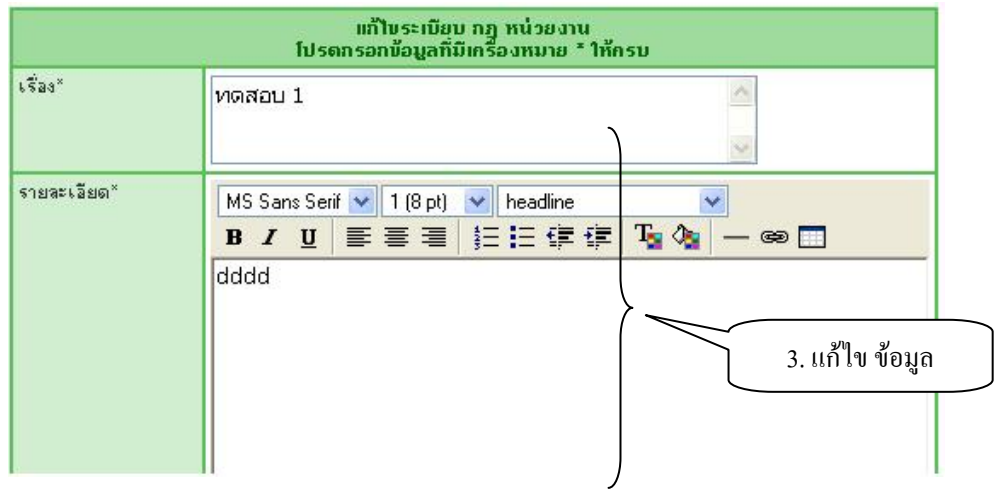 แก้ไขระเบียบ กฎ หน่วยงาน
โปรดกรอกข้อมูลที่มีเครื่องหมาย * ให้ครบ
เรื่อง*
ทดสอบ 1
รายละเอียด*
MS Sans Serif 1 (8 pt) headline
B I U
dddd
3. แก้ไข ข้อมูล